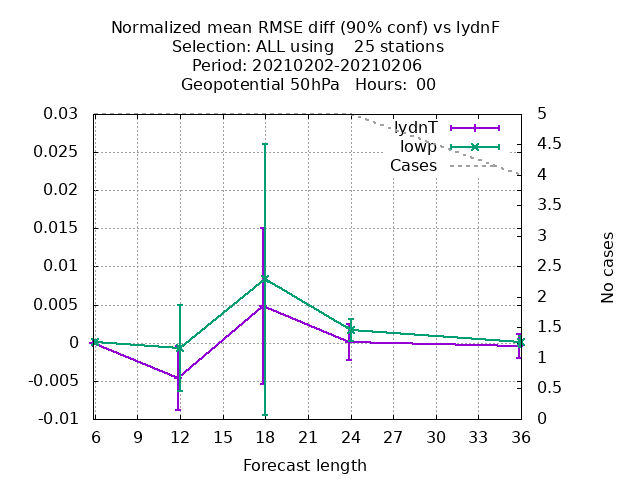 Normalized mean RMSE diff (90% conf) vs lydnF
Selection: ALL using    25 stations
Period: 20210202-20210206
Geopotential 50hPa   Hours:  00
0.03
0.025
0.02
0.015
0.01
0.005
0
-0.005
-0.01
lydnT
lowp
Cases
5
4.5
4
3.5
3
2.5
2
1.5
1
0.5
0
No cases
6 9 12 15 18 21 24 27 30 33 36
Forecast length